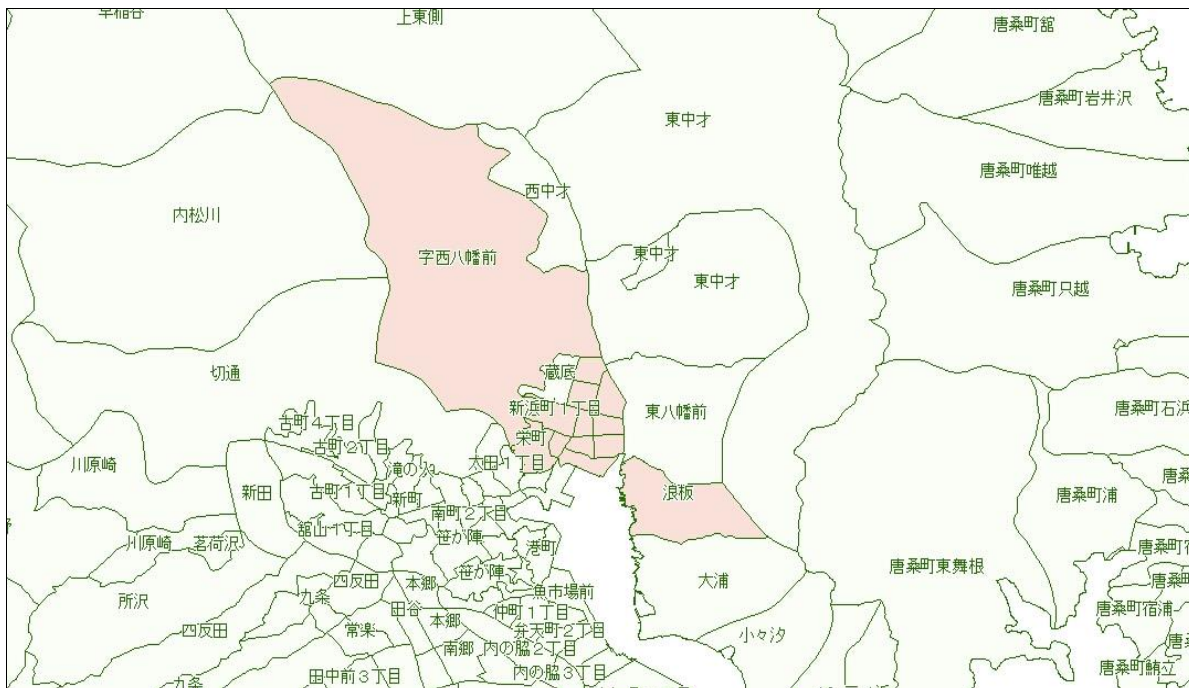 早稲谷
上東側
唐桑町舘
唐桑町岩井沢
東中才
唐桑町唯越
西中才
内松川
字西八幡前
東中才
東中才
唐桑町只越
切通
蔵底
新浜町1丁目
東八幡前
唐桑町石浜
古町4丁目
古町2丁目
栄町
太田1丁目
川原崎
滝の入
新田
古町1丁目
新町
浪板
唐桑町浦
南町2丁目
舘山1丁目
笹が陣
港町
川原崎
茗荷沢
唐桑町東舞根
四反田
本郷
笹が陣
大浦
魚市場前
所沢
九条
田谷
本郷
仲町1丁目
唐桑町宿浦
四反田
常楽
弁天町2丁目
小々汐
南郷
内の脇2丁目
田中前3丁目
内の脇3丁目
唐桑町鮪立
九条